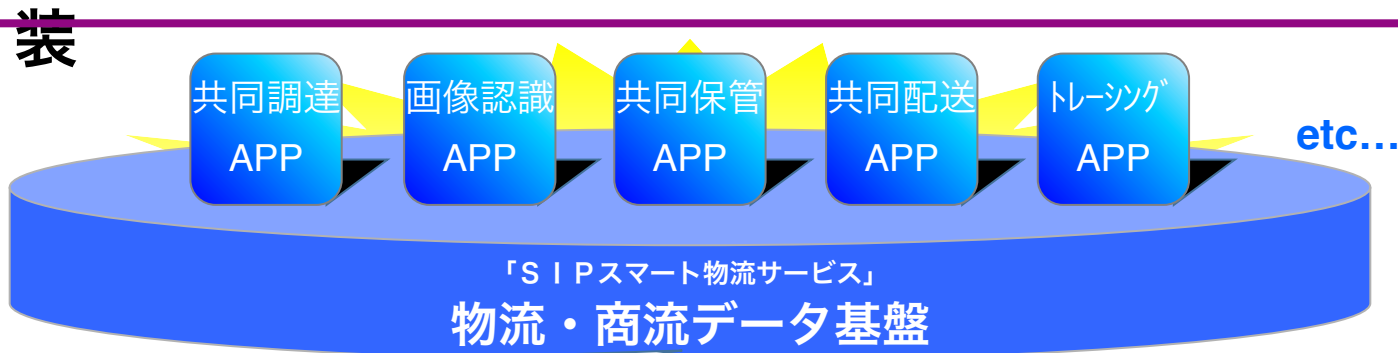 装
共同調達
APP
画像認識
APP
共同保管
APP
共同配送
APP
ﾄﾚｰｼﾝｸﾞ
APP
etc…
「ＳＩＰスマート物流サービス」
物流・商流データ基盤